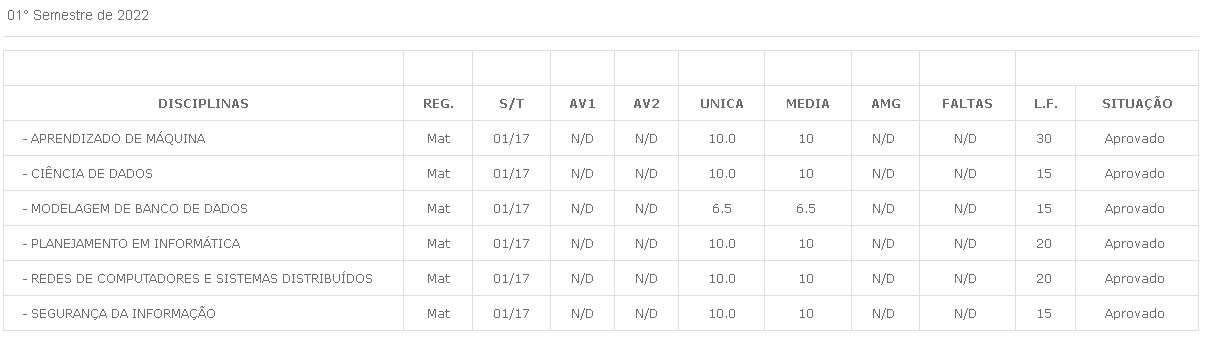 01° Semestre de 2022
DISCIPLINAS REG. S/T AV1 AV2 UNICA MEDIA AMG FALTAS L.F. SITUAÇÃO
- APRENDIZADO DE MÁQUINA Mat 01/17 N/D N/D 10.0 10 N/D N/D 30 Aprovado
- CIÊNCIA DE DADOS Mat 01/17 N/D N/D 10.0 10 N/D N/D 15 Aprovado
- MODELAGEM DE BANCO DE DADOS Mat 01/17 N/D N/D 6.5 6.5 N/D N/D 15 Aprovado
- PLANEJAMENTO EM INFORMÁTICA Mat 01/17 N/D N/D 10.0 10 N/D N/D 20 Aprovado
- REDES DE COMPUTADORES E SISTEMAS DISTRIBUÍDOS Mat 01/17 N/D N/D 10.0 10 N/D N/D 20 Aprovado
- SEGURANÇA DA INFORMAÇÃO Mat 01/17 N/D N/D 10.0 10 N/D N/D 15 Aprovado